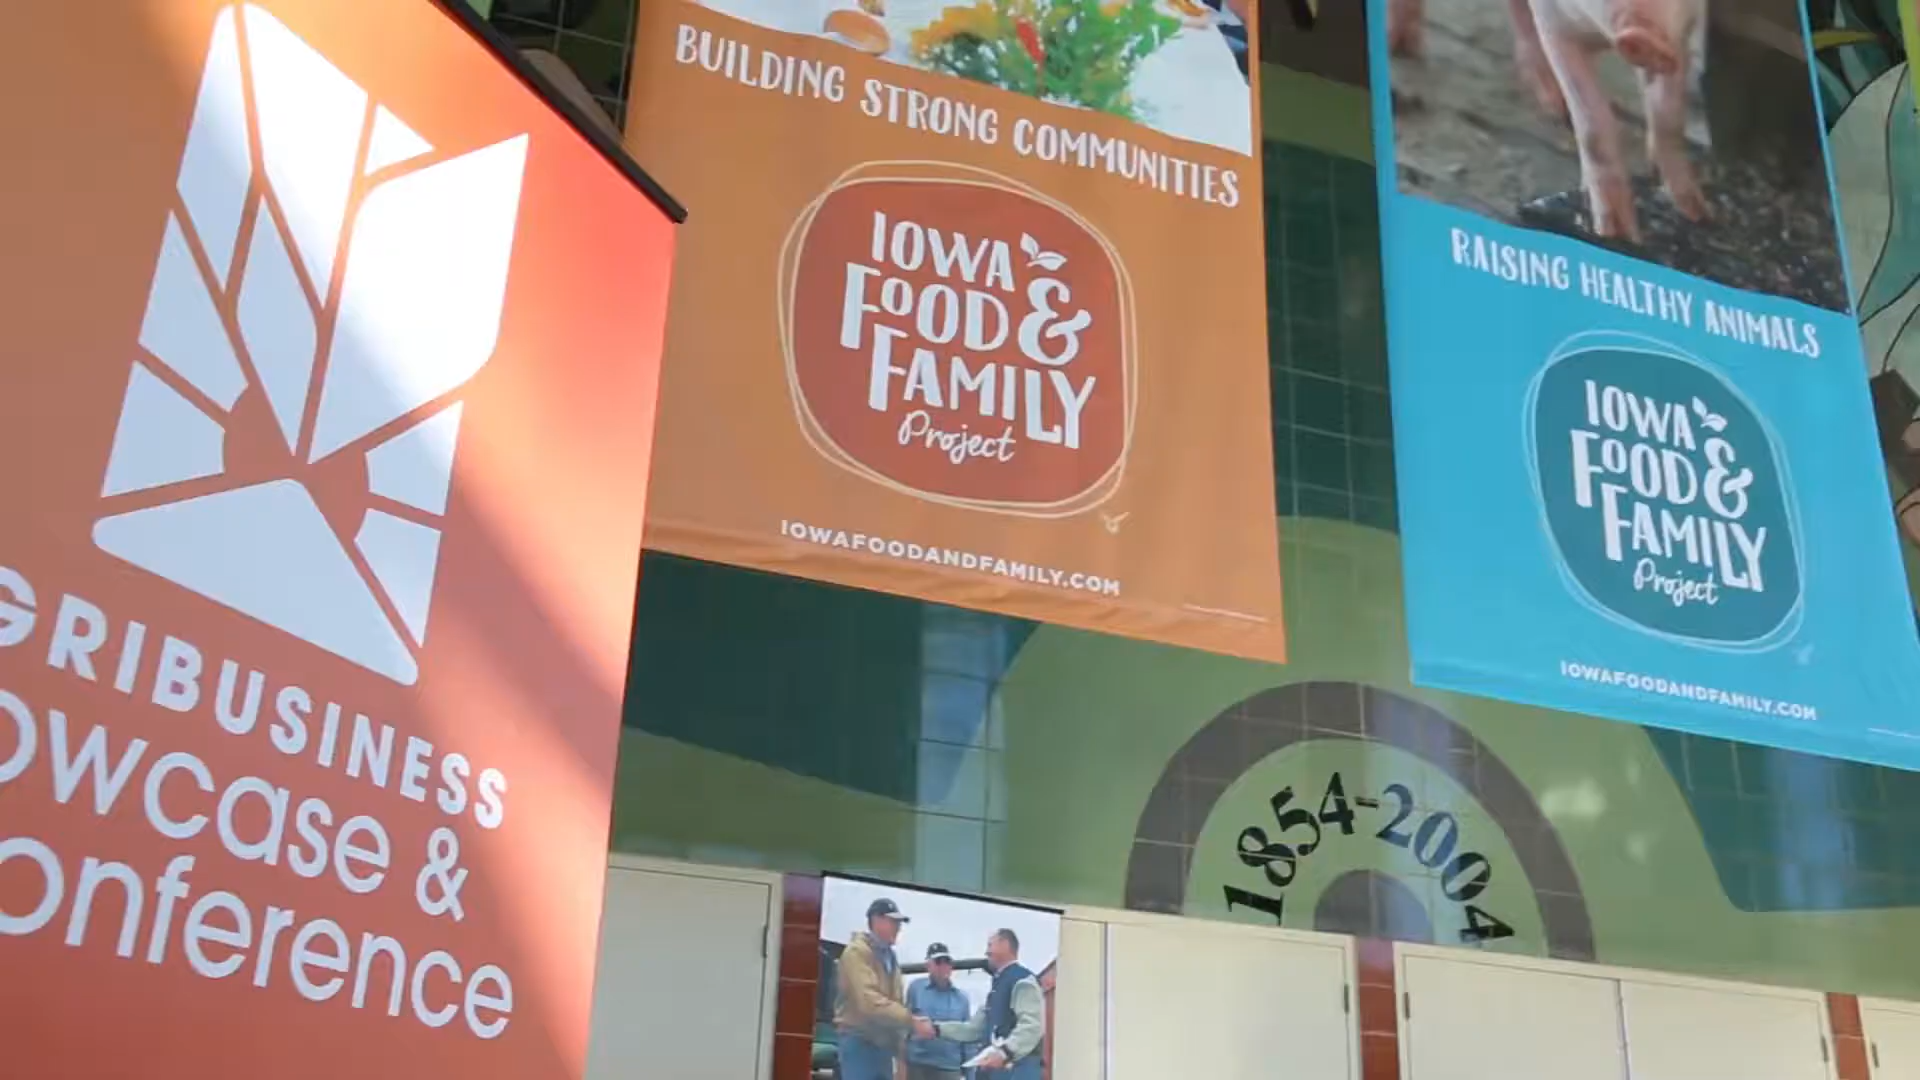 GRIBUSINESS
owcase &
onference
BUILDING STRONG COMMUNITIES
IOWA
FOOD &
FAMILY
Project
IOWAFOODANDFAMILY.COM
RAISING HEALTHY ANIMALS
IOWA
FOOD &
FAMILY
Project
IOWAFOODANDFAMILY.COM
1854-2004